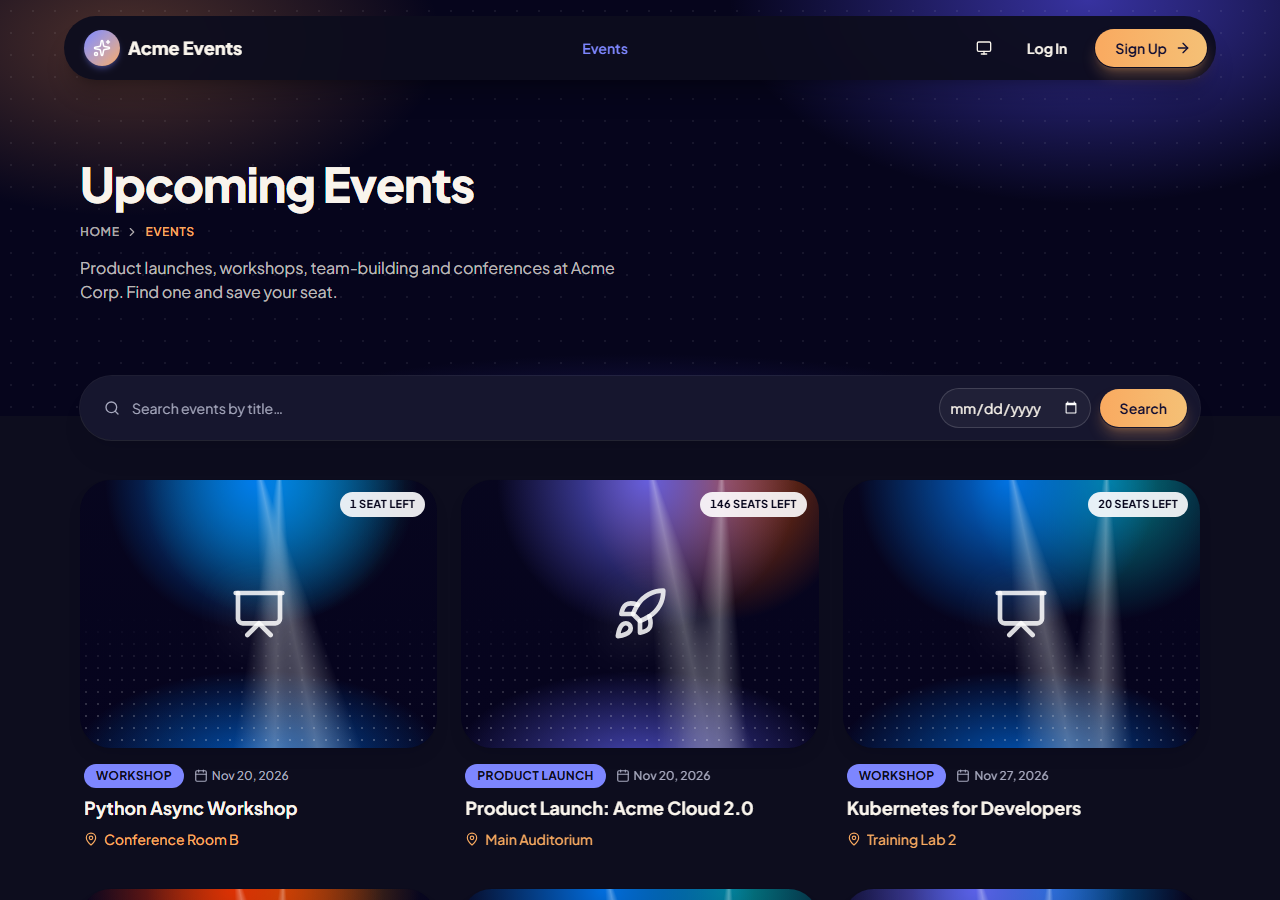 Acme Events
Events
Log In
Sign Up
Upcoming Events
HOME
EVENTS
Product launches, workshops, team-building and conferences at Acme
Corp. Find one and save your seat.
Search events by title…
mm/dd/yyyy
Search
1 SEAT LEFT
146 SEATS LEFT
20 SEATS LEFT
WORKSHOP
Nov 20, 2026
Python Async Workshop
Conference Room B
PRODUCT LAUNCH
Nov 20, 2026
Product Launch: Acme Cloud 2.0
Main Auditorium
WORKSHOP
Nov 27, 2026
Kubernetes for Developers
Training Lab 2